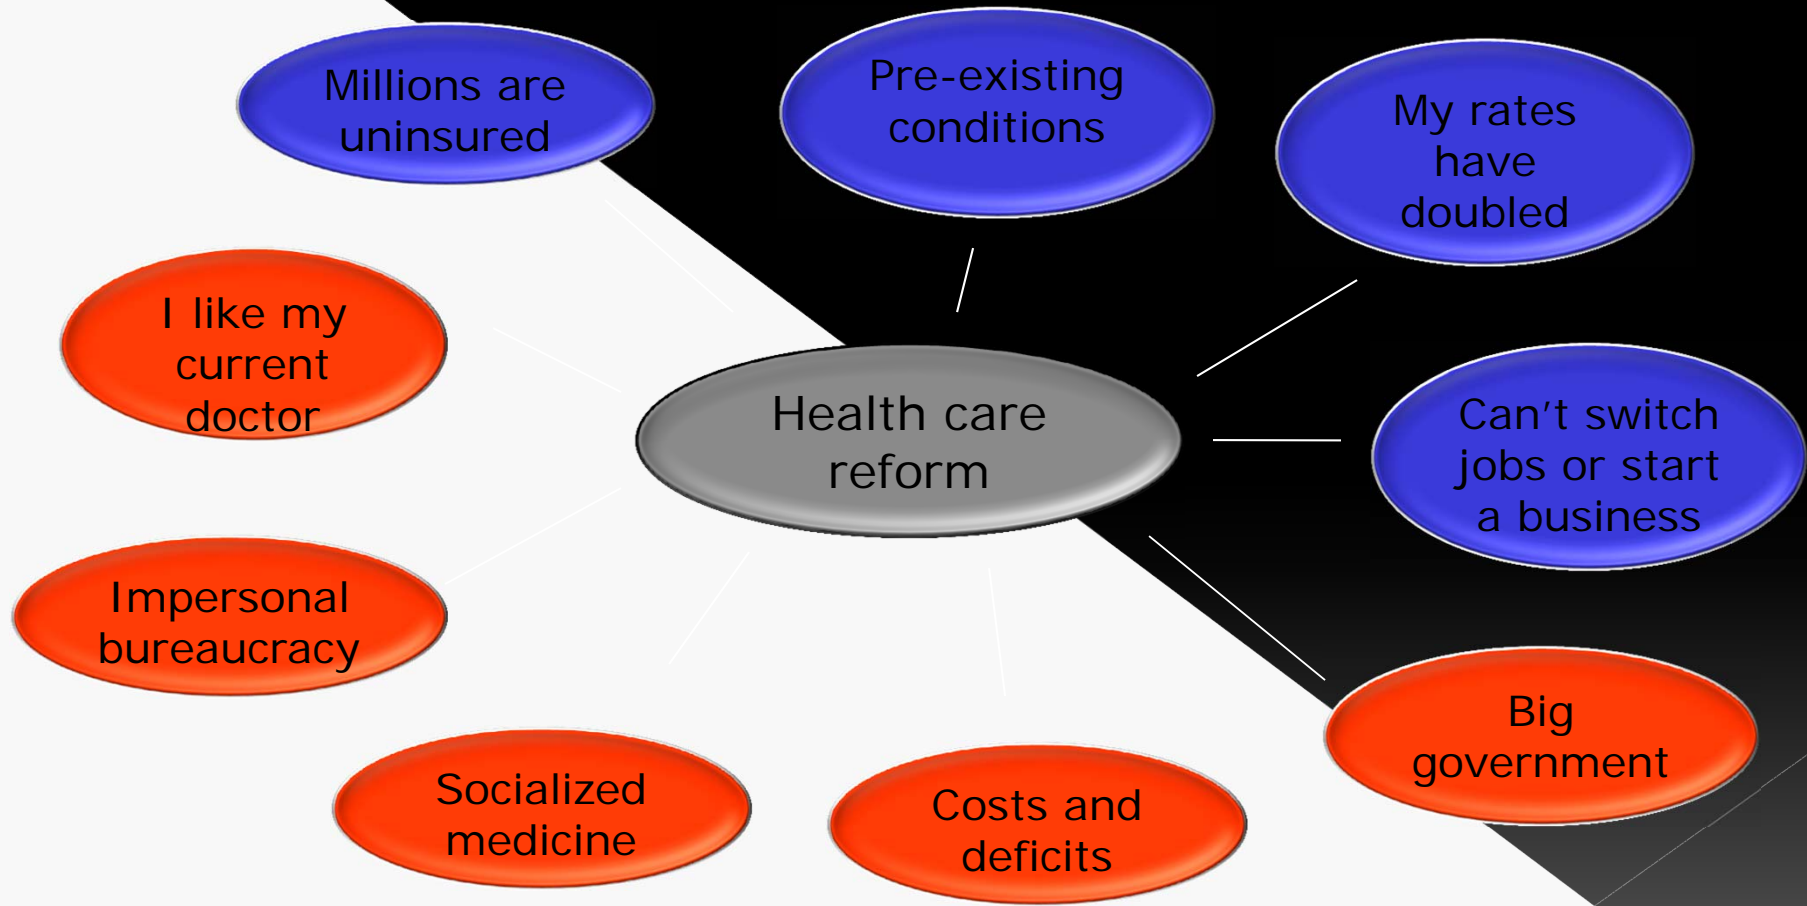 Millions are
uninsured
Pre-existing
conditions
My rates
have
doubled
I like my
current
doctor
Health care
reform
Can't switch
jobs or start
a business
Impersonal
bureaucracy
Big
government
Socialized
medicine
Costs and
deficits